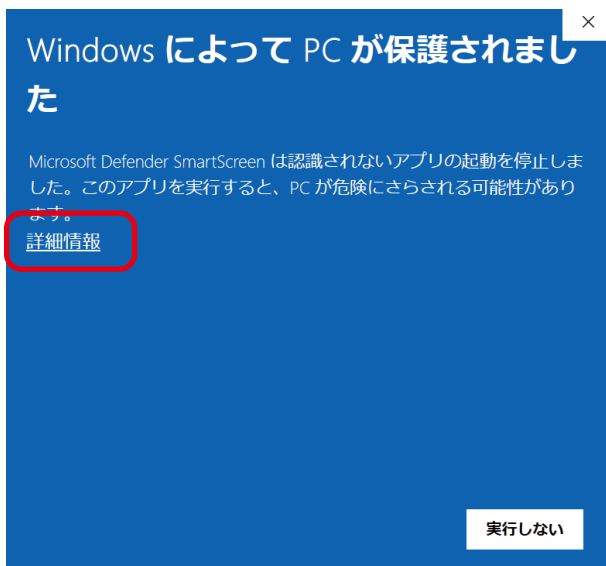 Windows によって PC が保護されまし
た
Microsoft Defender SmartScreen は認識されないアプリの起動を停止しま
した。このアプリを実行すると、PC が危険にさらされる可能性があり
ます。
詳細情報
実行しない